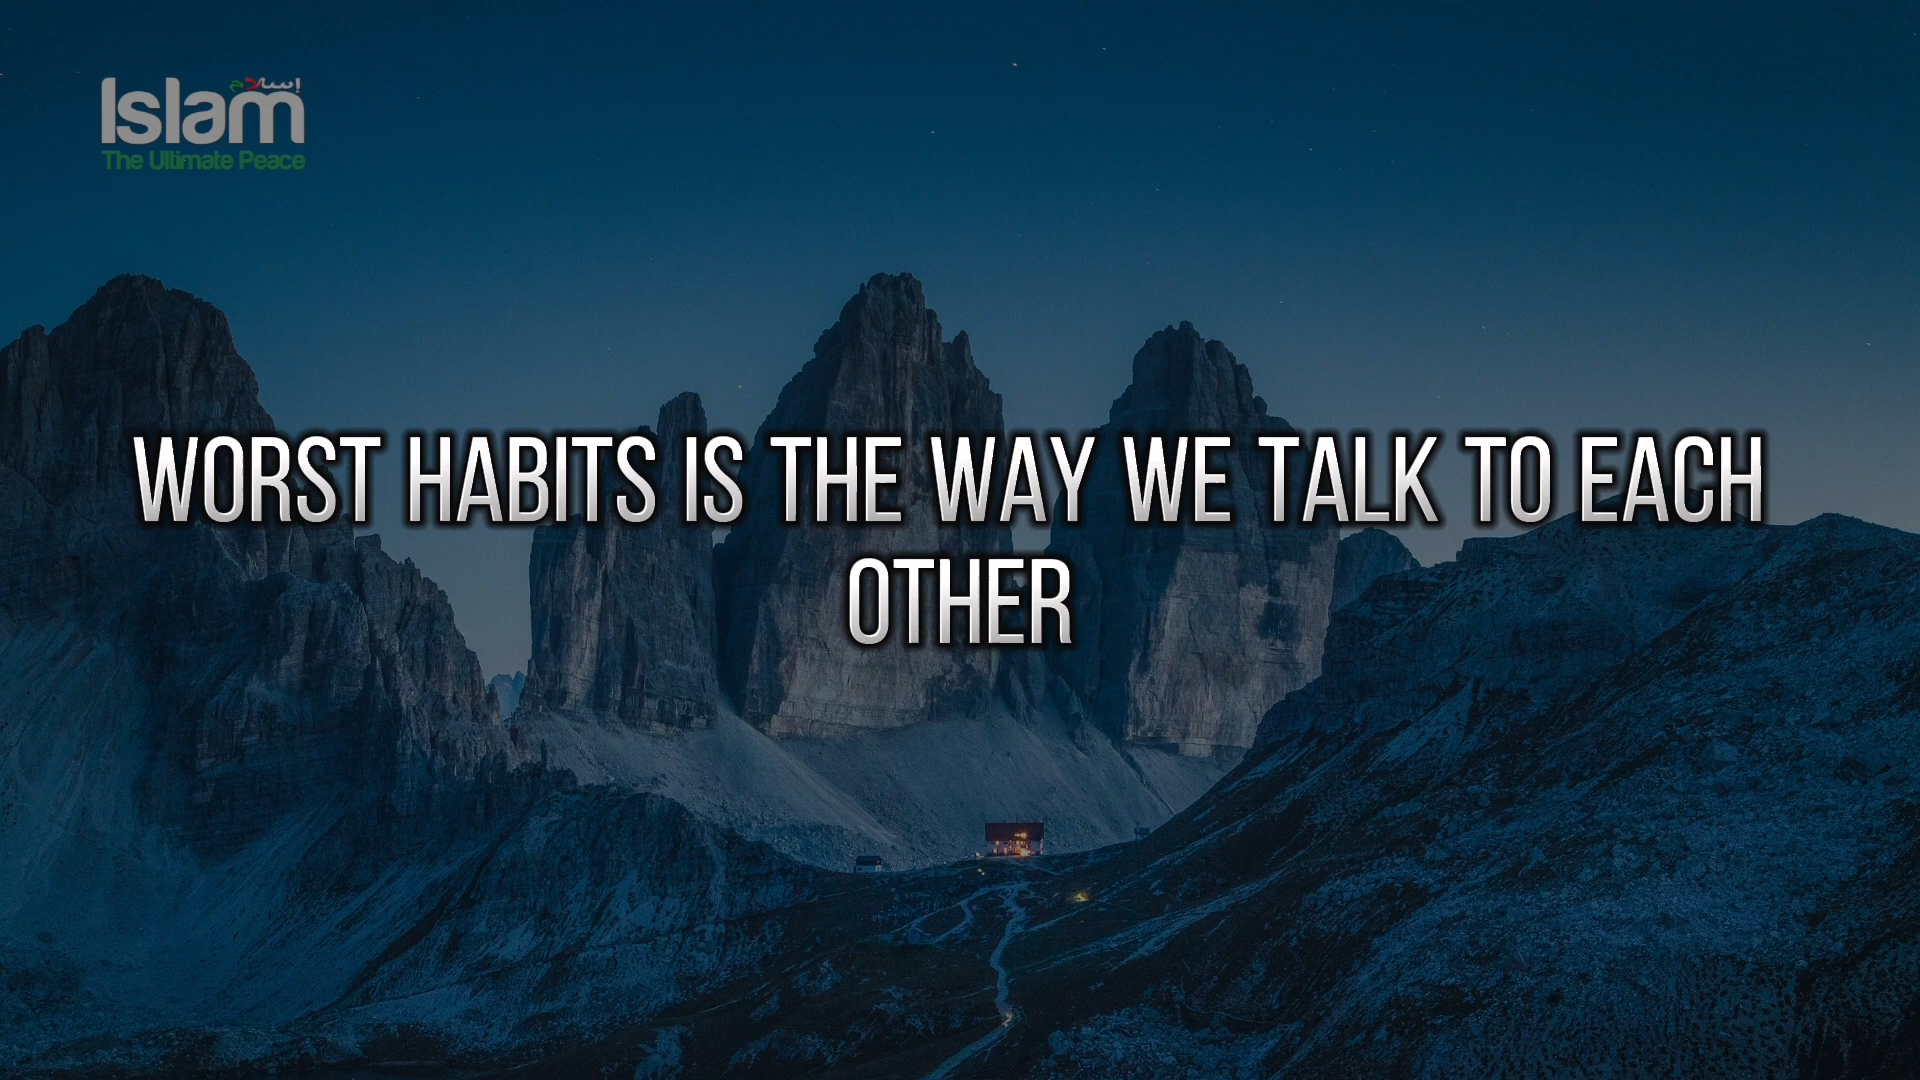 إسلام
Islam
The Ultimate Peace
WORST HABITS IS THE WAY WE TALK TO EACH
OTHER